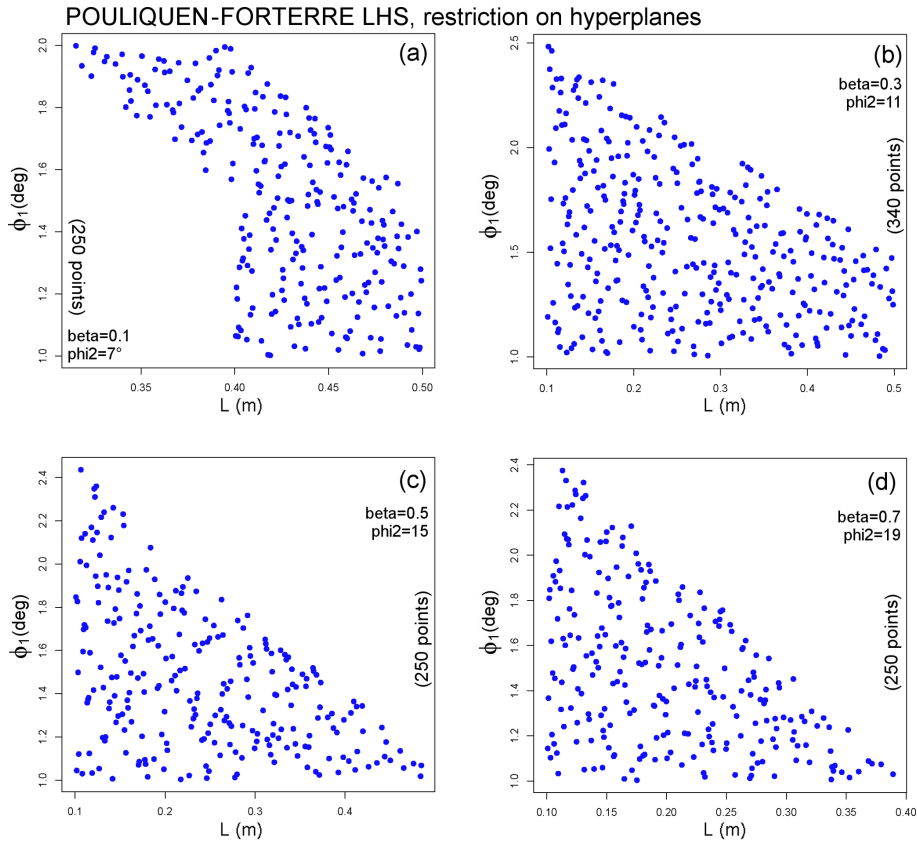 POULIQUEN-FORTERRE LHS, restriction on hyperplanes
(a)
2.0
1.8
1.6
1.4
1.2
1.0
ϕ1(deg)
(250 points)
beta=0.1
phi2=7°
0.35
0.40
0.45
0.50
L (m)
(b)
beta=0.3
phi2=11
(340 points)
2.5
2.0
1.5
1.0
ϕ1(deg)
0.1
0.2
0.3
0.4
0.5
L (m)
(c)
beta=0.5
phi2=15
(250 points)
2.4
2.2
2.0
1.8
1.6
1.4
1.2
1.0
ϕ1(deg)
0.1
0.2
0.3
0.4
L (m)
(d)
beta=0.7
phi2=19
(250 points)
2.4
2.2
2.0
1.8
1.6
1.4
1.2
1.0
ϕ1(deg)
0.10
0.15
0.20
0.25
0.30
0.35
0.40
L (m)